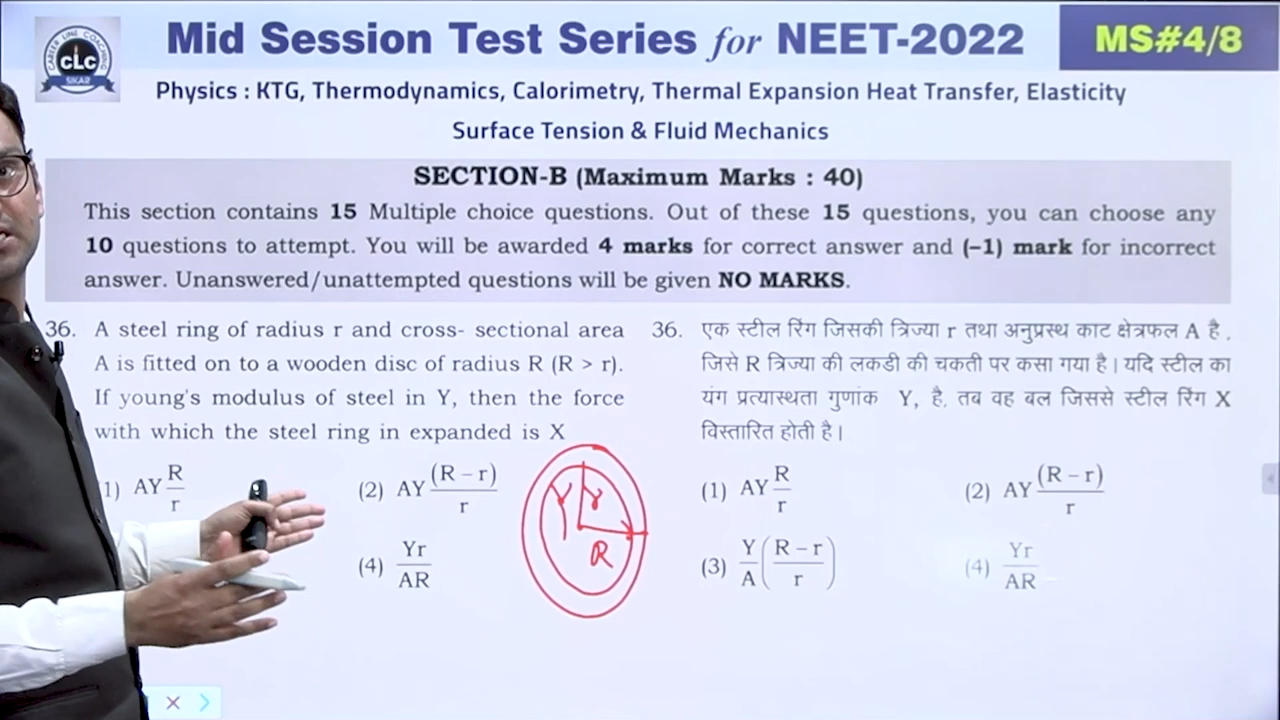 Mid Session Test Series for NEET-2022
MS#4/8
CAREER LINE COACHING
CLC
SIKAR
Physics : KTG, Thermodynamics, Calorimetry, Thermal Expansion Heat Transfer, Elasticity
Surface Tension & Fluid Mechanics
SECTION-B (Maximum Marks : 40)
This section contains 15 Multiple choice questions. Out of these 15 questions, you can choose any
10 questions to attempt. You will be awarded 4 marks for correct answer and (–1) mark for incorrect
answer. Unanswered/unattempted questions will be given NO MARKS.
36. A steel ring of radius r and cross- sectional area
A is fitted on to a wooden disc of radius R (R > r).
If young's modulus of steel in Y, then the force
with which the steel ring in expanded is X
1) AY R/r
(2) AY (R – r)/r
(4) Yr/AR
r
R
36. एक स्टील रिंग जिसकी त्रिज्या r तथा अनुप्रस्थ काट क्षेत्रफल A है ,
जिसे R त्रिज्या की लकडी की चकती पर कसा गया है। यदि स्टील का
यंग प्रत्यास्थता गुणांक Y, है, तब वह बल जिससे स्टील रिंग X
विस्तारित होती है।
(1) AY R/r
(2) AY (R – r)/r
(3) Y/A (R – r/r)
(4) Yr/AR